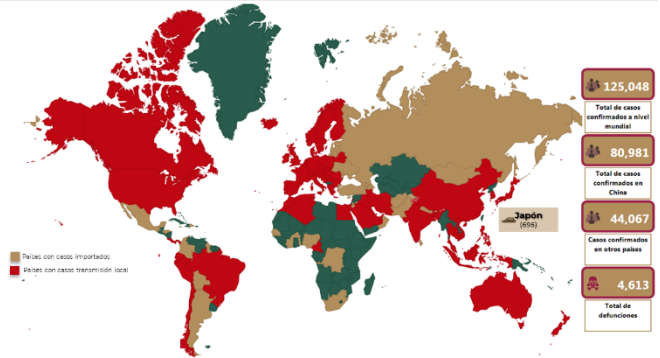 125,048
Total de casos
confirmados a nivel
mundial
80,981
Total de casos
confirmados en
China
Japón
(696)
44,067
Casos confirmados
en otros países
Países con casos importados
Países con casos transmisión local
4,613
Total de
defunciones